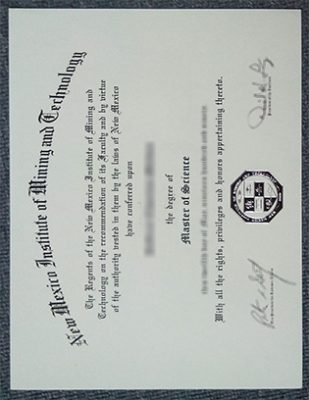 New Mexico Institute of Mining and Technology
The Regents of the New Mexico Institute of Mining and
Technology on the recommendation of its Faculty and by virtue
of the authority vested in them by the laws of New Mexico
have conferred upon
the degree of
Master of Science
With all the rights, privileges and honors appertaining thereto.